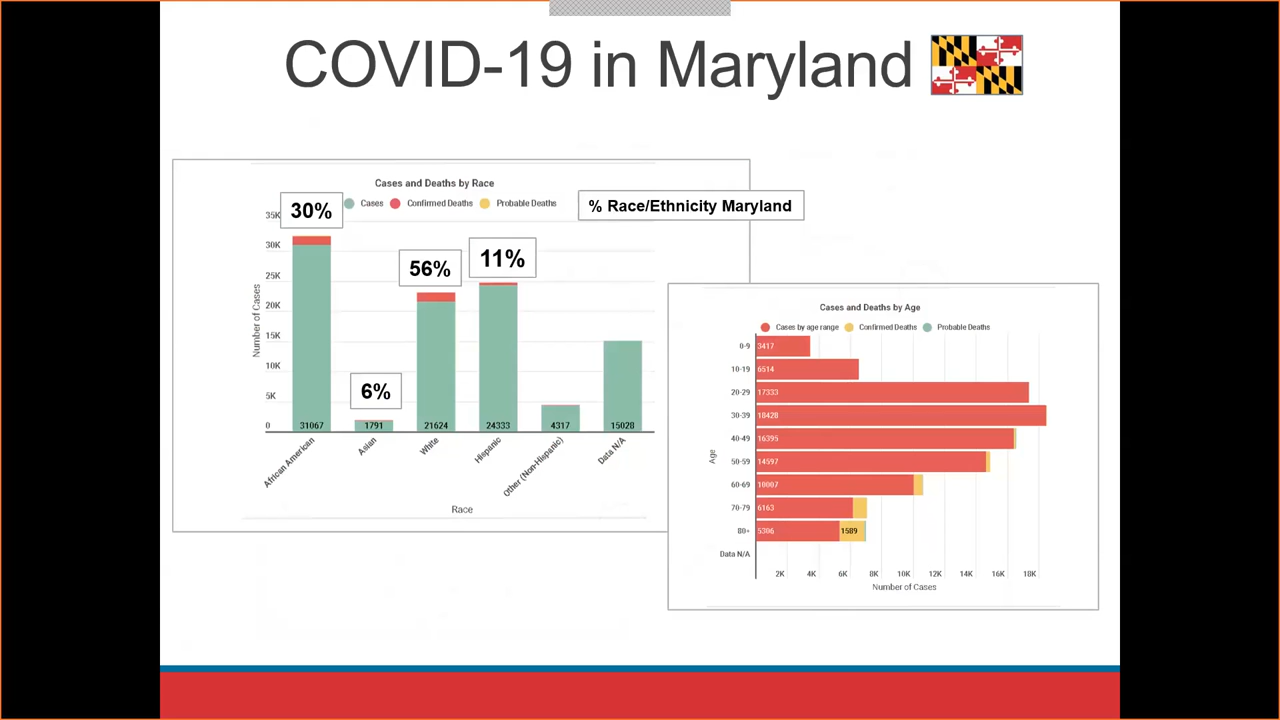 COVID-19 in Maryland
Cases and Deaths by Race
Cases Confirmed Deaths Probable Deaths
% Race/Ethnicity Maryland
30%
56%
11%
6%
35K
30K
25K
20K
15K
10K
5K
0
Number of Cases
31067 1791 21624 24333 4317 15028
African American
Asian
White
Hispanic
Other (Non-Hispanic)
Data N/A
Race
Cases and Deaths by Age
Cases by age range Confirmed Deaths Probable Deaths
Age
0-9 3417
10-19 6514
20-29 17333
30-39 18428
40-49 16395
50-59 14597
60-69 10007
70-79 6163
80+ 5306 1589
Data N/A
2K 4K 6K 8K 10K 12K 14K 16K 18K
Number of Cases